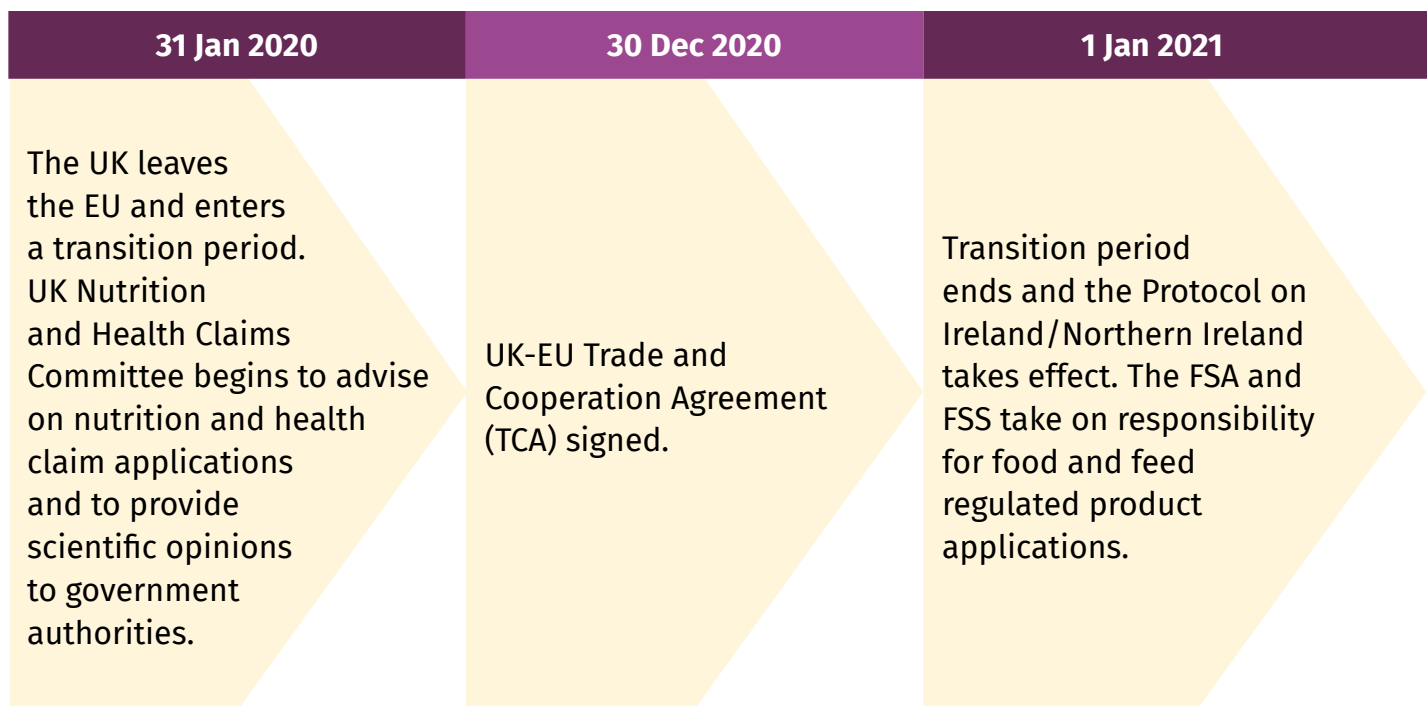 31 Jan 2020
The UK leaves
the EU and enters
a transition period.
UK Nutrition
and Health Claims
Committee begins to advise
on nutrition and health
claim applications
and to provide
scientific opinions
to government
authorities.
30 Dec 2020
UK-EU Trade and
Cooperation Agreement
(TCA) signed.
1 Jan 2021
Transition period
ends and the Protocol on
Ireland/Northern Ireland
takes effect. The FSA and
FSS take on responsibility
for food and feed
regulated product
applications.